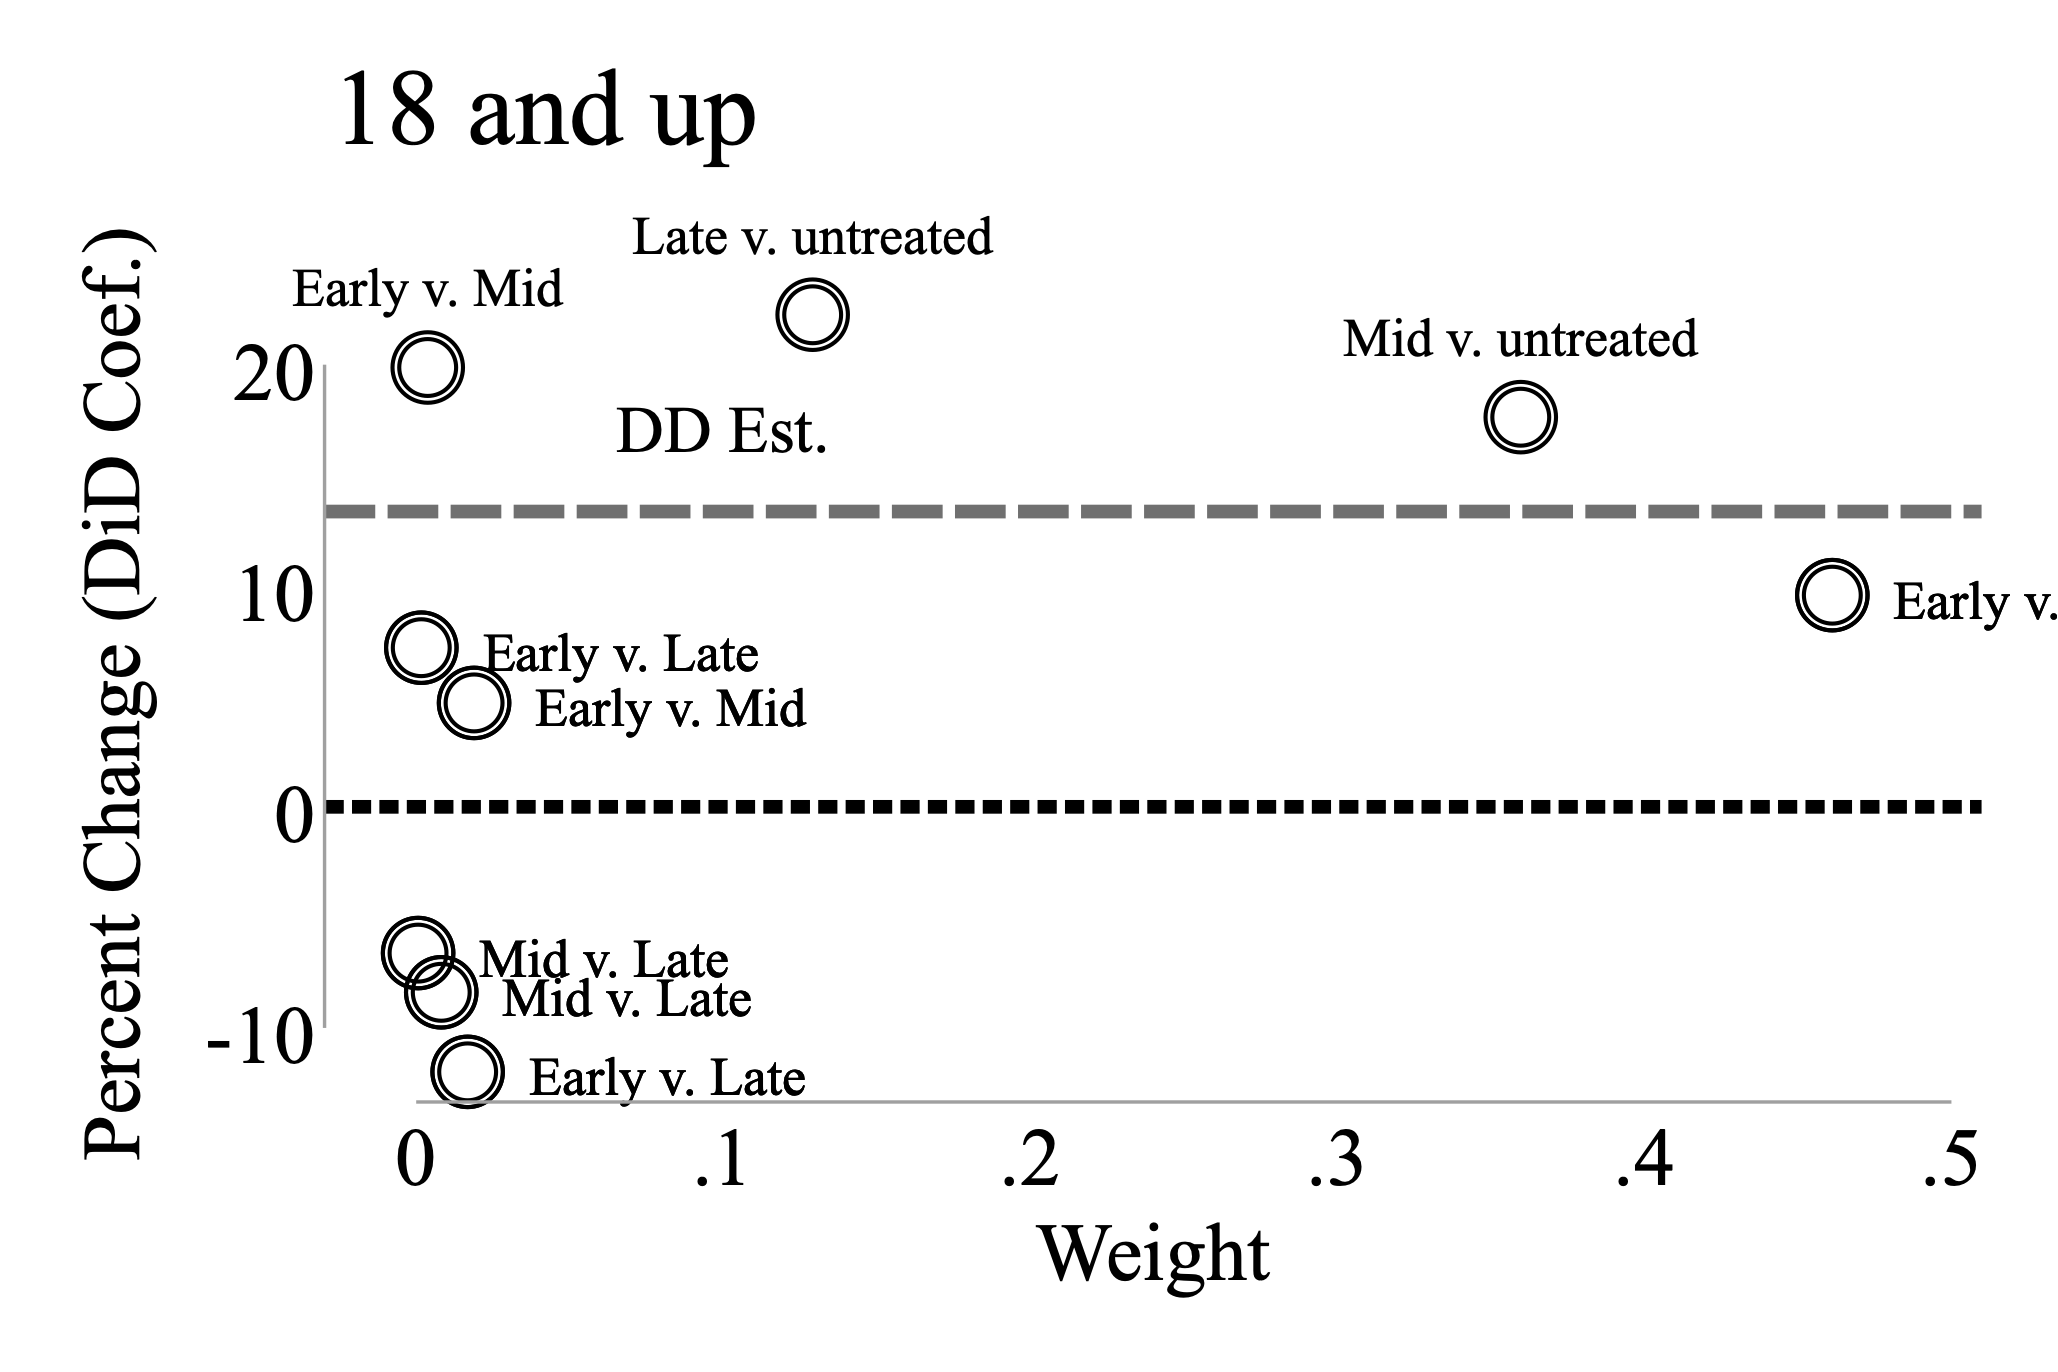 18 and up
Late v. untreated
Early v. Mid
Mid v. untreated
20
DD Est.
10
Early v.
Early v. Late
Early v. Mid
0
Mid v. Late
Mid v. Late
-10
Early v. Late
Percent Change (DiD Coef.)
0 .1 .2 .3 .4 .5
Weight